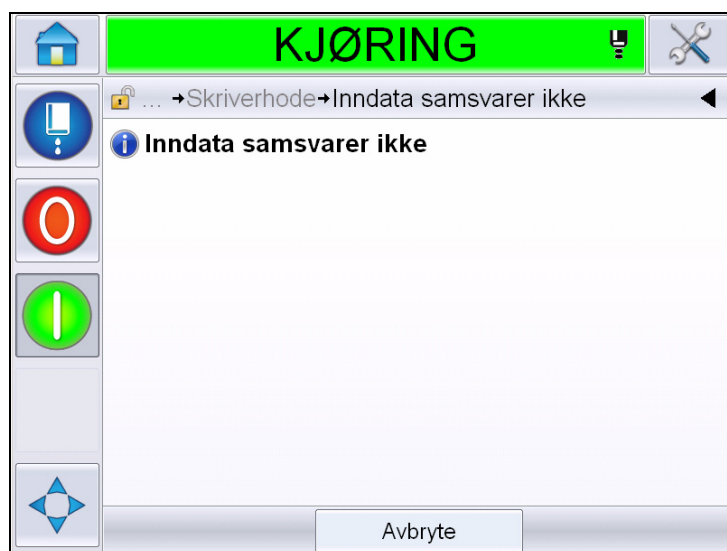 KJØRING
... →Skriverhode→Inndata samsvarer ikke
Inndata samsvarer ikke
Avbryte